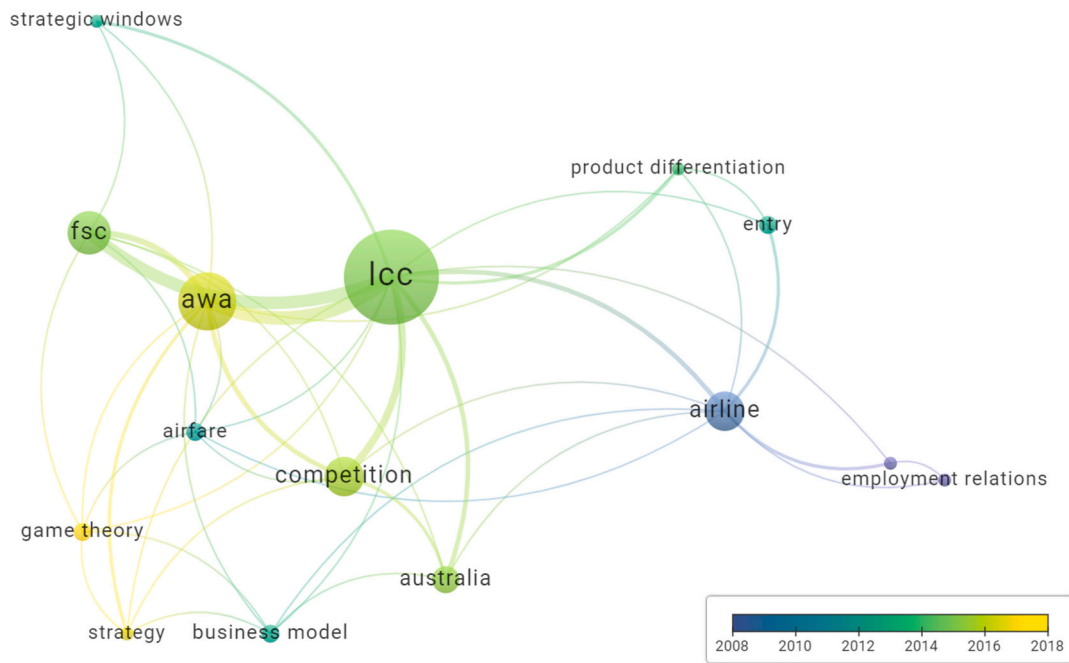 strategic windows
product differentiation
entry
fsc
lcc
awa
airline
airfare
competition
employment relations
game theory
australia
strategy
business model
2008 2010 2012 2014 2016 2018